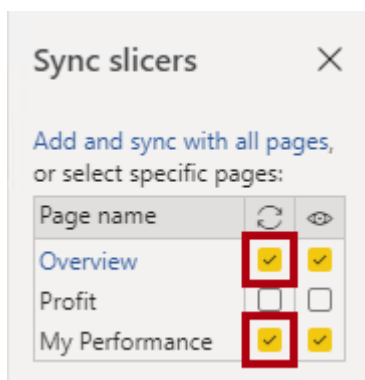 Sync slicers
Add and sync with all pages,
or select specific pages:
Page name
Overview
Profit
My Performance